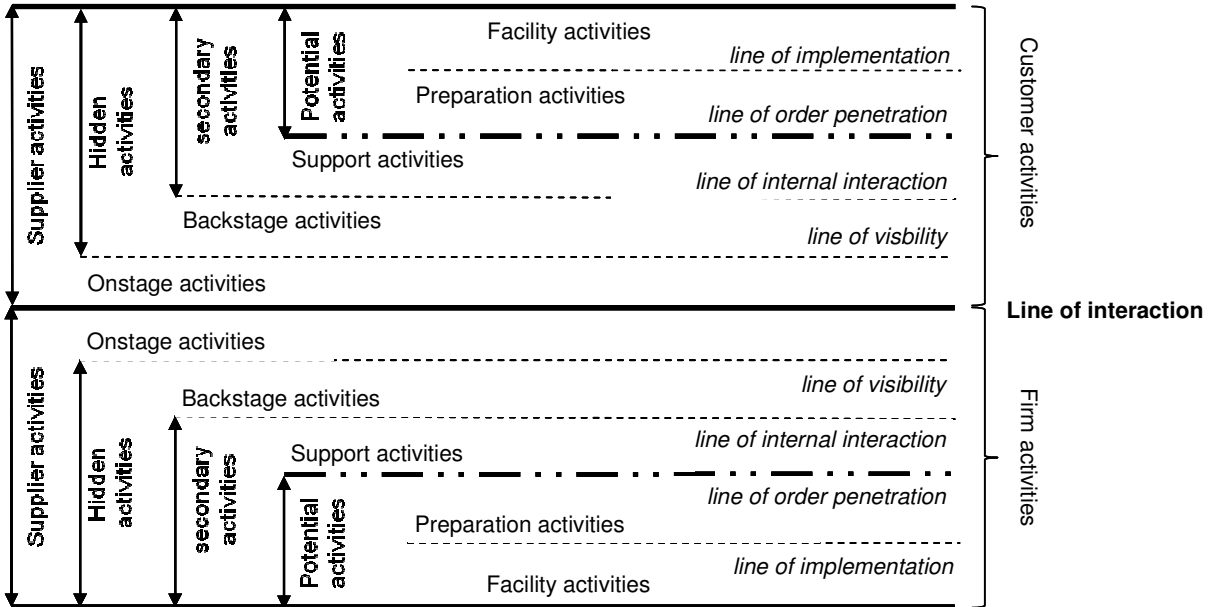 Facility activities
line of implementation
Preparation activities
line of order penetration
Support activities
line of internal interaction
Backstage activities
line of visbility
Onstage activities
Supplier activities
Hidden
activities
secondary
activities
Potential
activities
Customer activities
Line of interaction
Onstage activities
line of visibility
Backstage activities
line of internal interaction
Support activities
line of order penetration
Preparation activities
line of implementation
Facility activities
Supplier activities
Hidden
activities
secondary
activities
Potential
activities
Firm activities